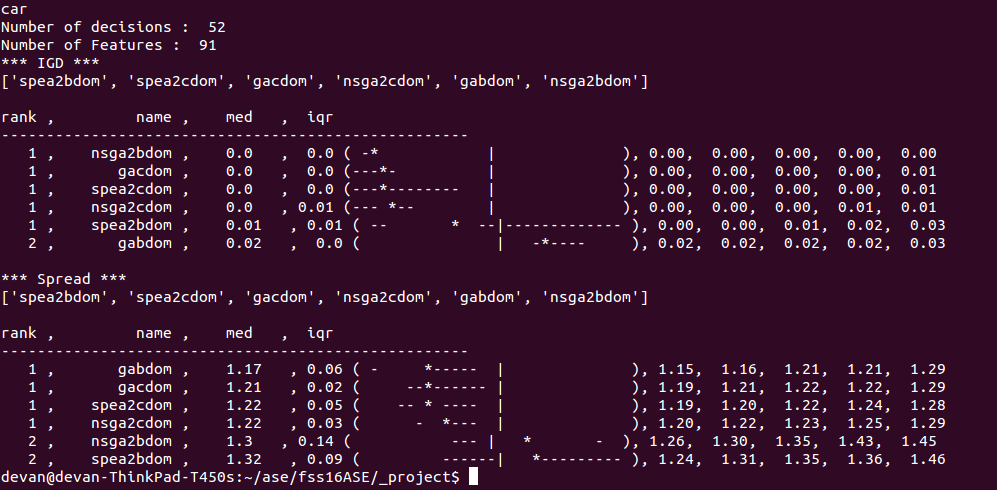 car
Number of decisions :  52
Number of Features :  91
*** IGD ***
['spea2bdom', 'spea2cdom', 'gacdom', 'nsga2cdom', 'gabdom', 'nsga2bdom']

rank ,         name ,    med   ,  iqr
----------------------------------------------------
   1 ,    nsga2bdom ,    0.0   ,  0.0 ( -*            |              ), 0.00,  0.00,  0.00,  0.00,  0.00
   1 ,       gacdom ,    0.0   ,  0.0 (---*-          |              ), 0.00,  0.00,  0.00,  0.00,  0.01
   1 ,    spea2cdom ,    0.0   ,  0.0 (---*--------   |              ), 0.00,  0.00,  0.00,  0.00,  0.01
   1 ,    nsga2cdom ,    0.0   , 0.01 (--- *--        |              ), 0.00,  0.00,  0.00,  0.01,  0.01
   1 ,    spea2bdom ,    0.01   , 0.01 ( --       *  --|------------- ), 0.00,  0.00,  0.01,  0.02,  0.03
   2 ,       gabdom ,    0.02   ,  0.0 (               |   -*----     ), 0.02,  0.02,  0.02,  0.02,  0.03

*** Spread ***
['spea2bdom', 'spea2cdom', 'gacdom', 'nsga2cdom', 'gabdom', 'nsga2bdom']

rank ,         name ,    med   ,  iqr
----------------------------------------------------
   1 ,       gabdom ,    1.17   , 0.06 ( -     *-----  |              ), 1.15,  1.16,  1.21,  1.21,  1.29
   1 ,       gacdom ,    1.21   , 0.02 (     --*------ |              ), 1.19,  1.21,  1.22,  1.22,  1.29
   1 ,    spea2cdom ,    1.22   , 0.05 (    -- * ----  |              ), 1.19,  1.20,  1.22,  1.24,  1.28
   1 ,    nsga2cdom ,    1.22   , 0.03 (      -  *---  |              ), 1.20,  1.22,  1.23,  1.25,  1.29
   2 ,    nsga2bdom ,    1.3   , 0.14 (           --- |   *       -  ), 1.26,  1.30,  1.35,  1.43,  1.45
   2 ,    spea2bdom ,    1.32   , 0.09 (         ------|   *--------- ), 1.24,  1.31,  1.35,  1.36,  1.46
devan@devan-ThinkPad-T450s:~/ase/fss16ASE/_project$